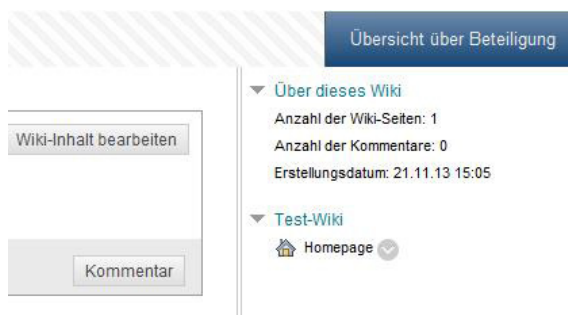 Übersicht über Beteiligung
Wiki-Inhalt bearbeiten
Kommentar
Über dieses Wiki
Anzahl der Wiki-Seiten: 1
Anzahl der Kommentare: 0
Erstellungsdatum: 21.11.13 15:05
Test-Wiki
Homepage